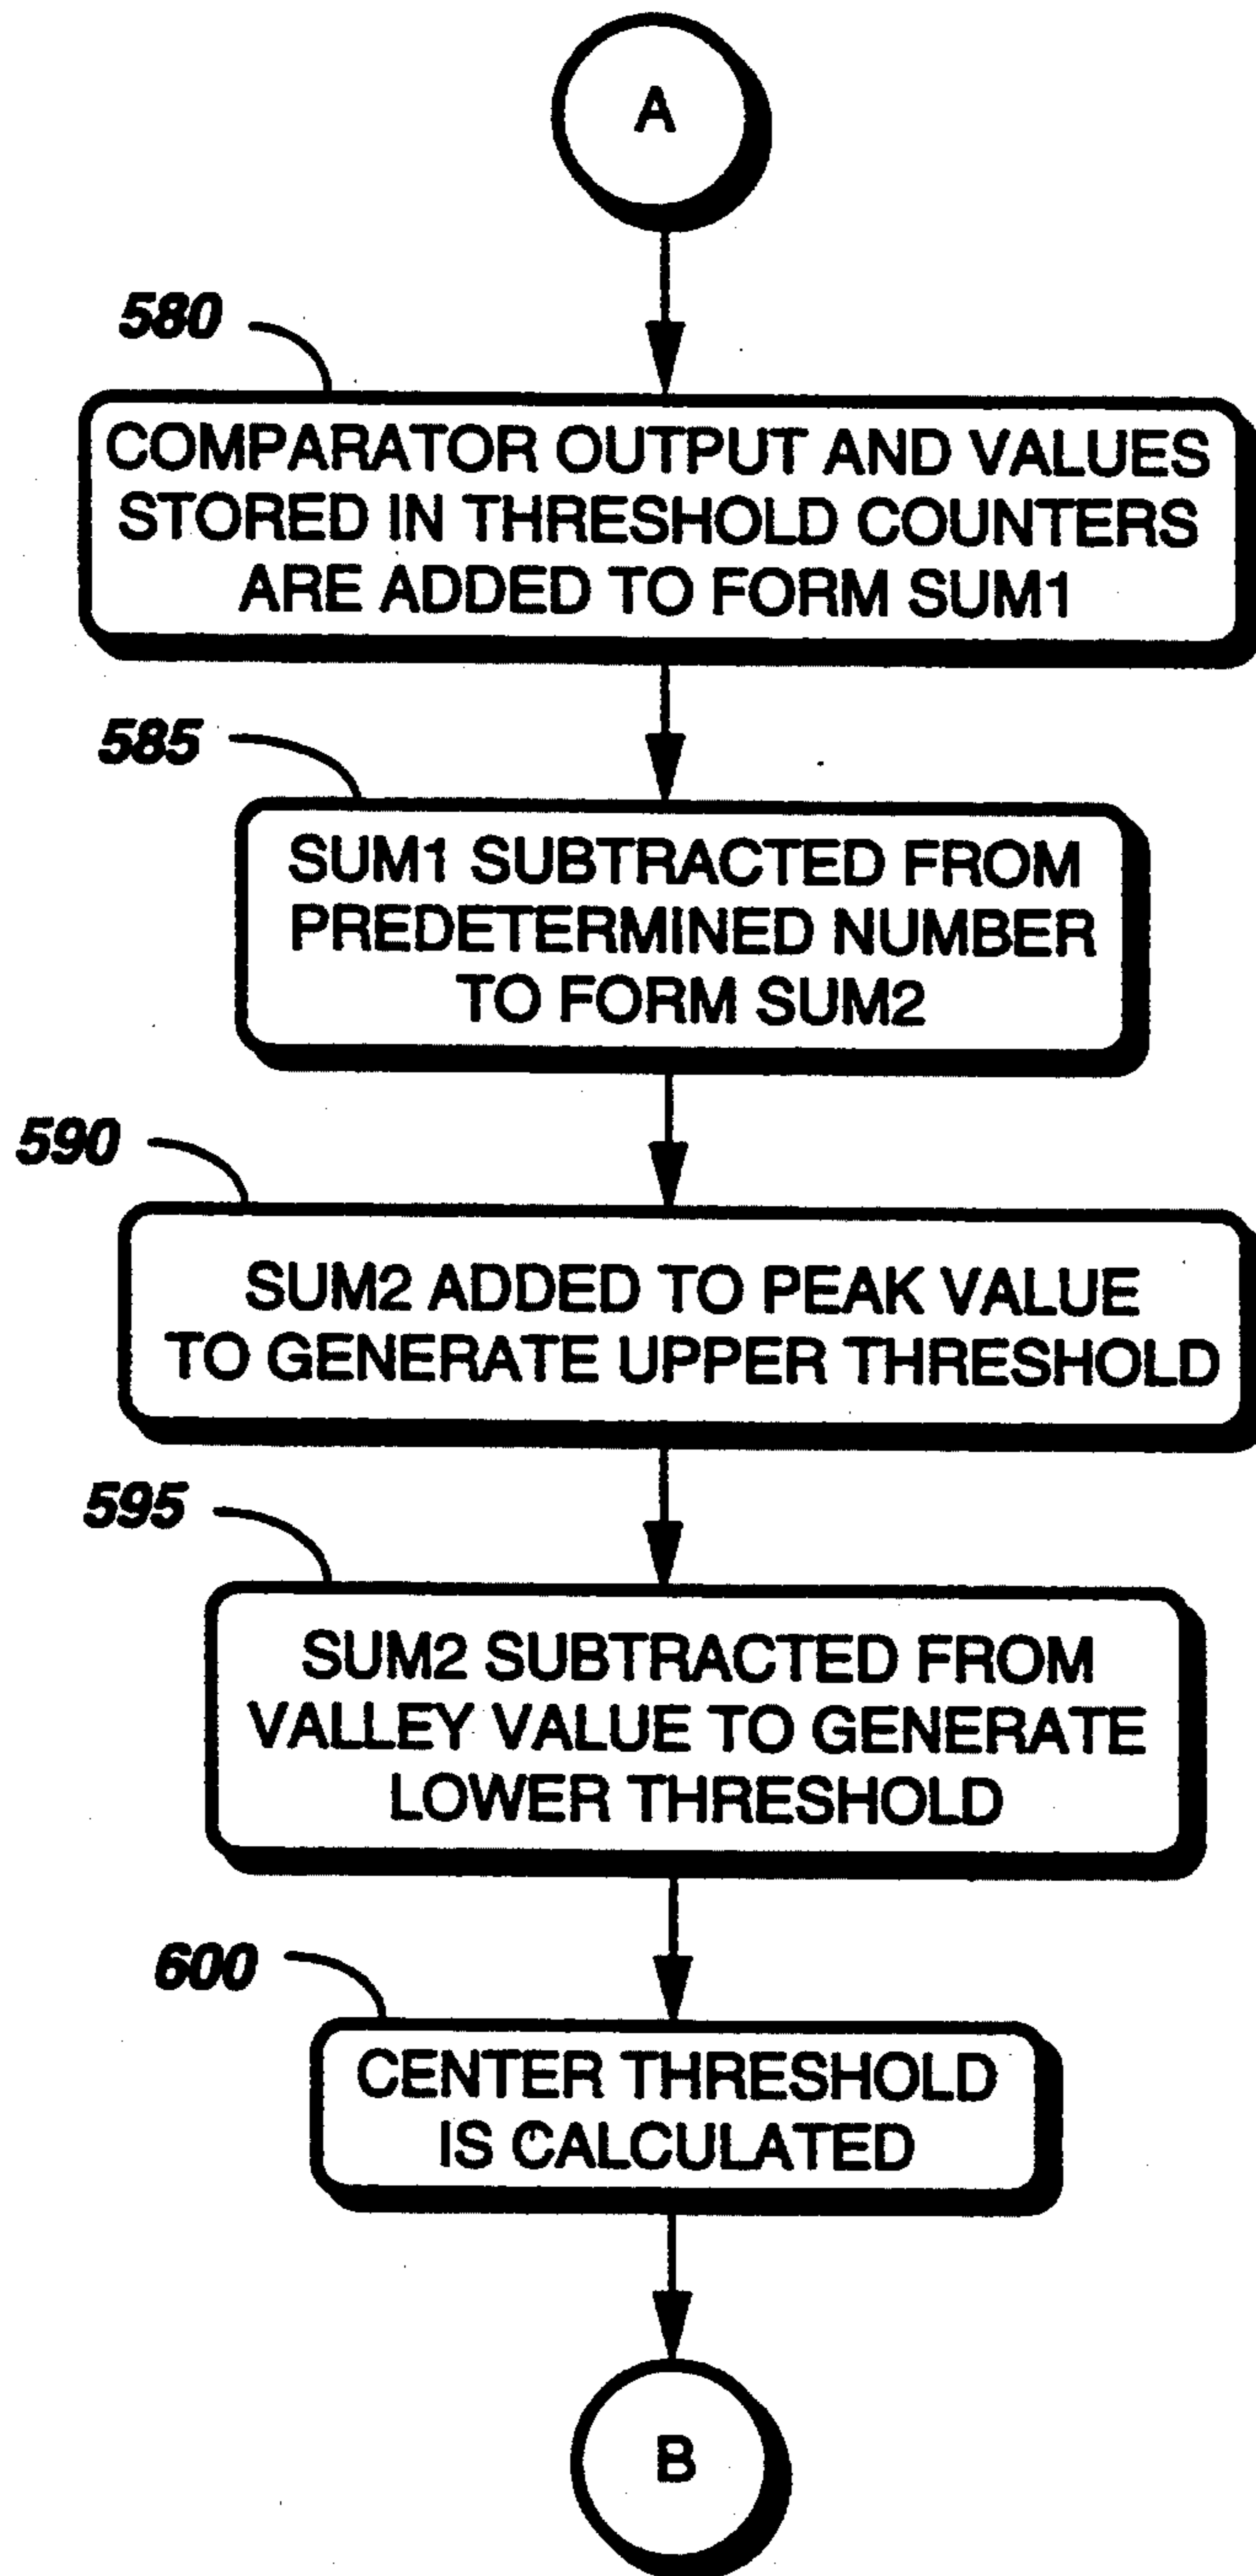 A
580
COMPARATOR OUTPUT AND VALUES
STORED IN THRESHOLD COUNTERS
ARE ADDED TO FORM SUM1
585
SUM1 SUBTRACTED FROM
PREDETERMINED NUMBER
TO FORM SUM2
590
SUM2 ADDED TO PEAK VALUE
TO GENERATE UPPER THRESHOLD
595
SUM2 SUBTRACTED FROM
VALLEY VALUE TO GENERATE
LOWER THRESHOLD
600
CENTER THRESHOLD
IS CALCULATED
B